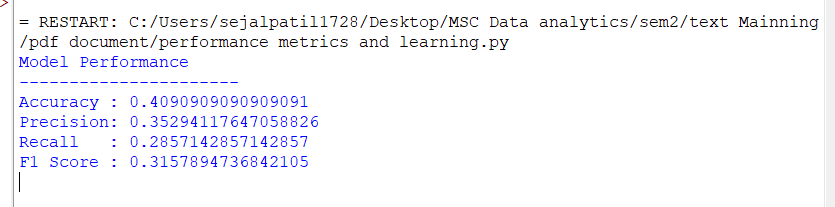 >
= RESTART: C:/Users/sejalpatil1728/Desktop/MSC Data analytics/sem2/text Mainning
/pdf document/performance metrics and learning.py
Model Performance
----------------------
Accuracy : 0.4090909090909091
Precision: 0.35294117647058826
Recall   : 0.2857142857142857
F1 Score : 0.3157894736842105